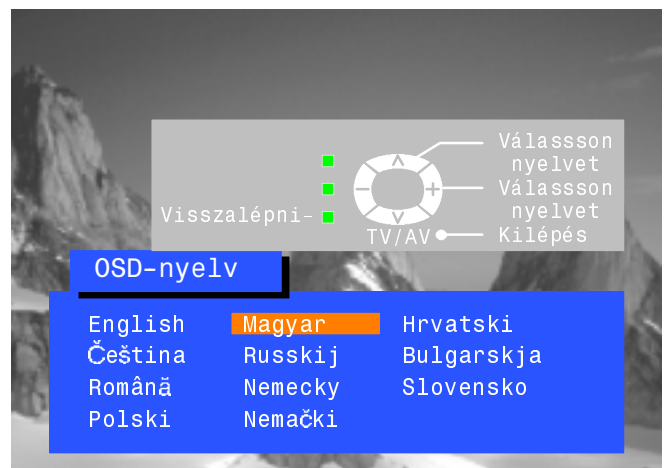 Válassson
nyelvet
Válassson
Visszalépni-
nyelvet
TV/AV
Kilépés
OSD-nyelv
English Magyar Hrvatski
Čeština Russkij Bulgarskja
Română Nemecky Slovensko
Polski Nemački